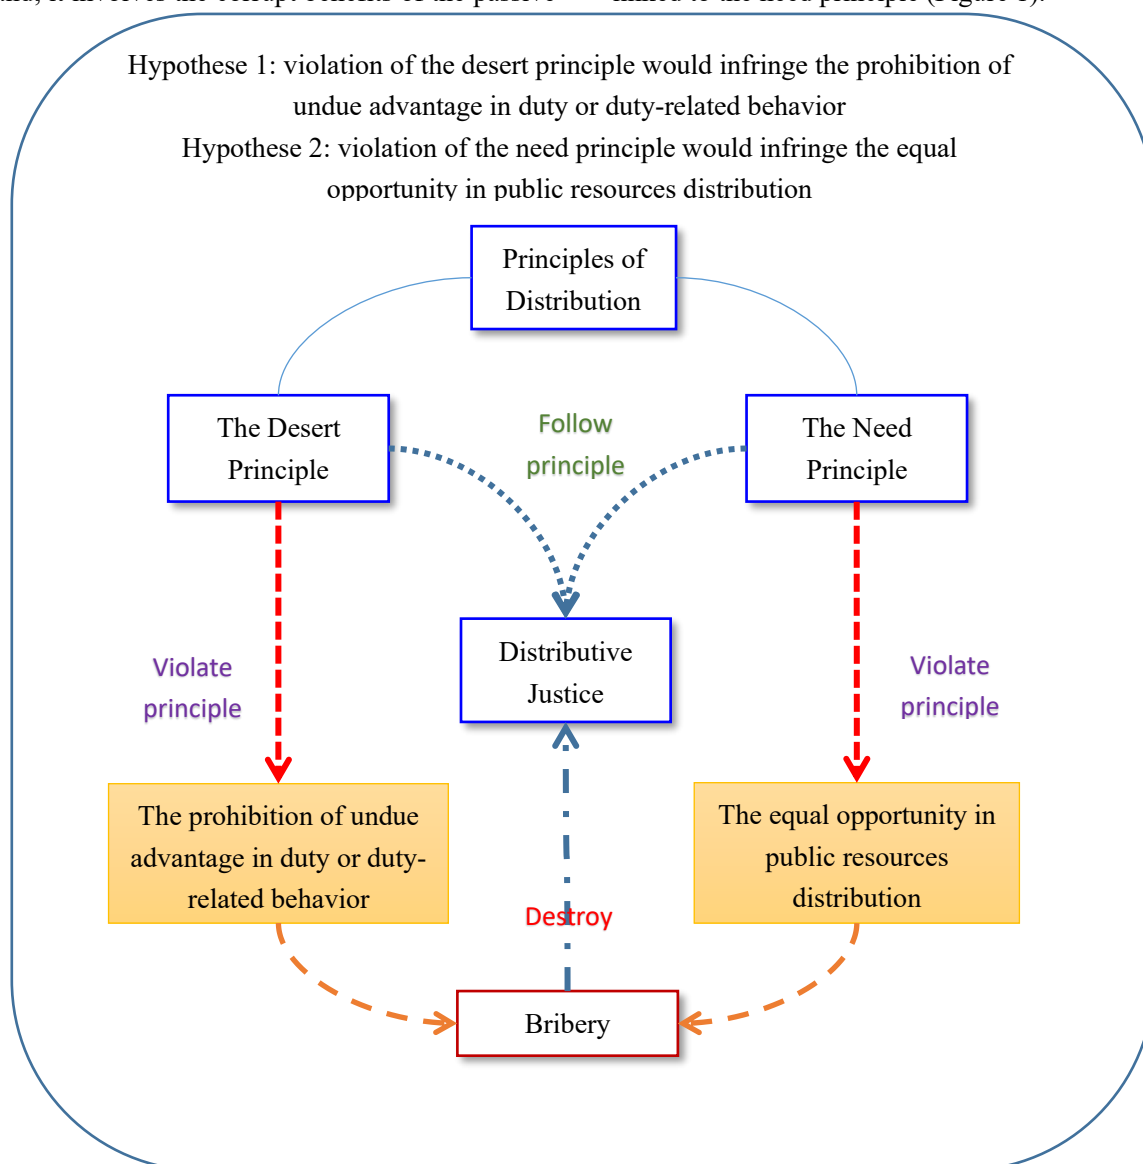 Hypothese 1: violation of the desert principle would infringe the prohibition of
undue advantage in duty or duty-related behavior
Hypothese 2: violation of the need principle would infringe the equal
opportunity in public resources distribution
Principles of
Distribution
The Desert
Principle
Follow
principle
The Need
Principle
Distributive
Justice
Violate
principle
Violate
principle
The prohibition of undue
advantage in duty or duty-
related behavior
The equal opportunity in
public resources
distribution
Destroy
Bribery